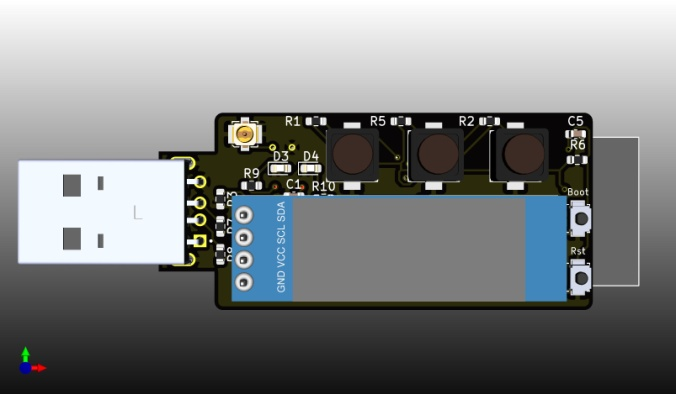 R1
R5
R2
C5
R6
D3
D4
R9
C1
R10
Boot
Rst
GND VCC SCL SDA
L